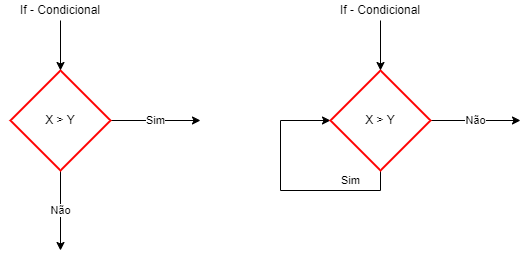 If - Condicional
If - Condicional
X > Y
Sim
X > Y
Não
Sim
Não